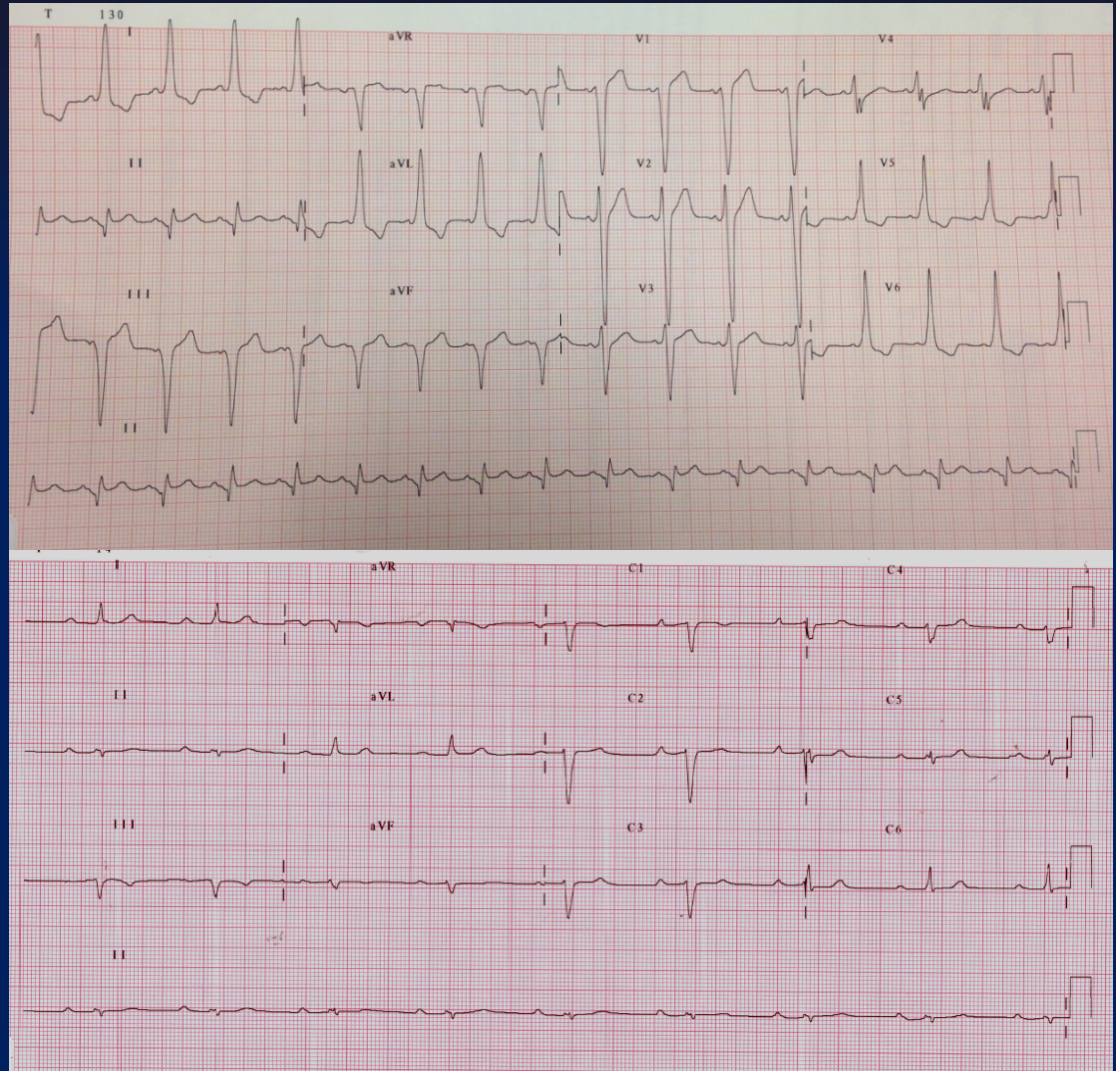 T 130
I aVR V1 V4
II aVL V2 V5
III aVF V3 V6
II
I aVR C1 C4
II aVL C2 C5
III aVF C3 C6
II